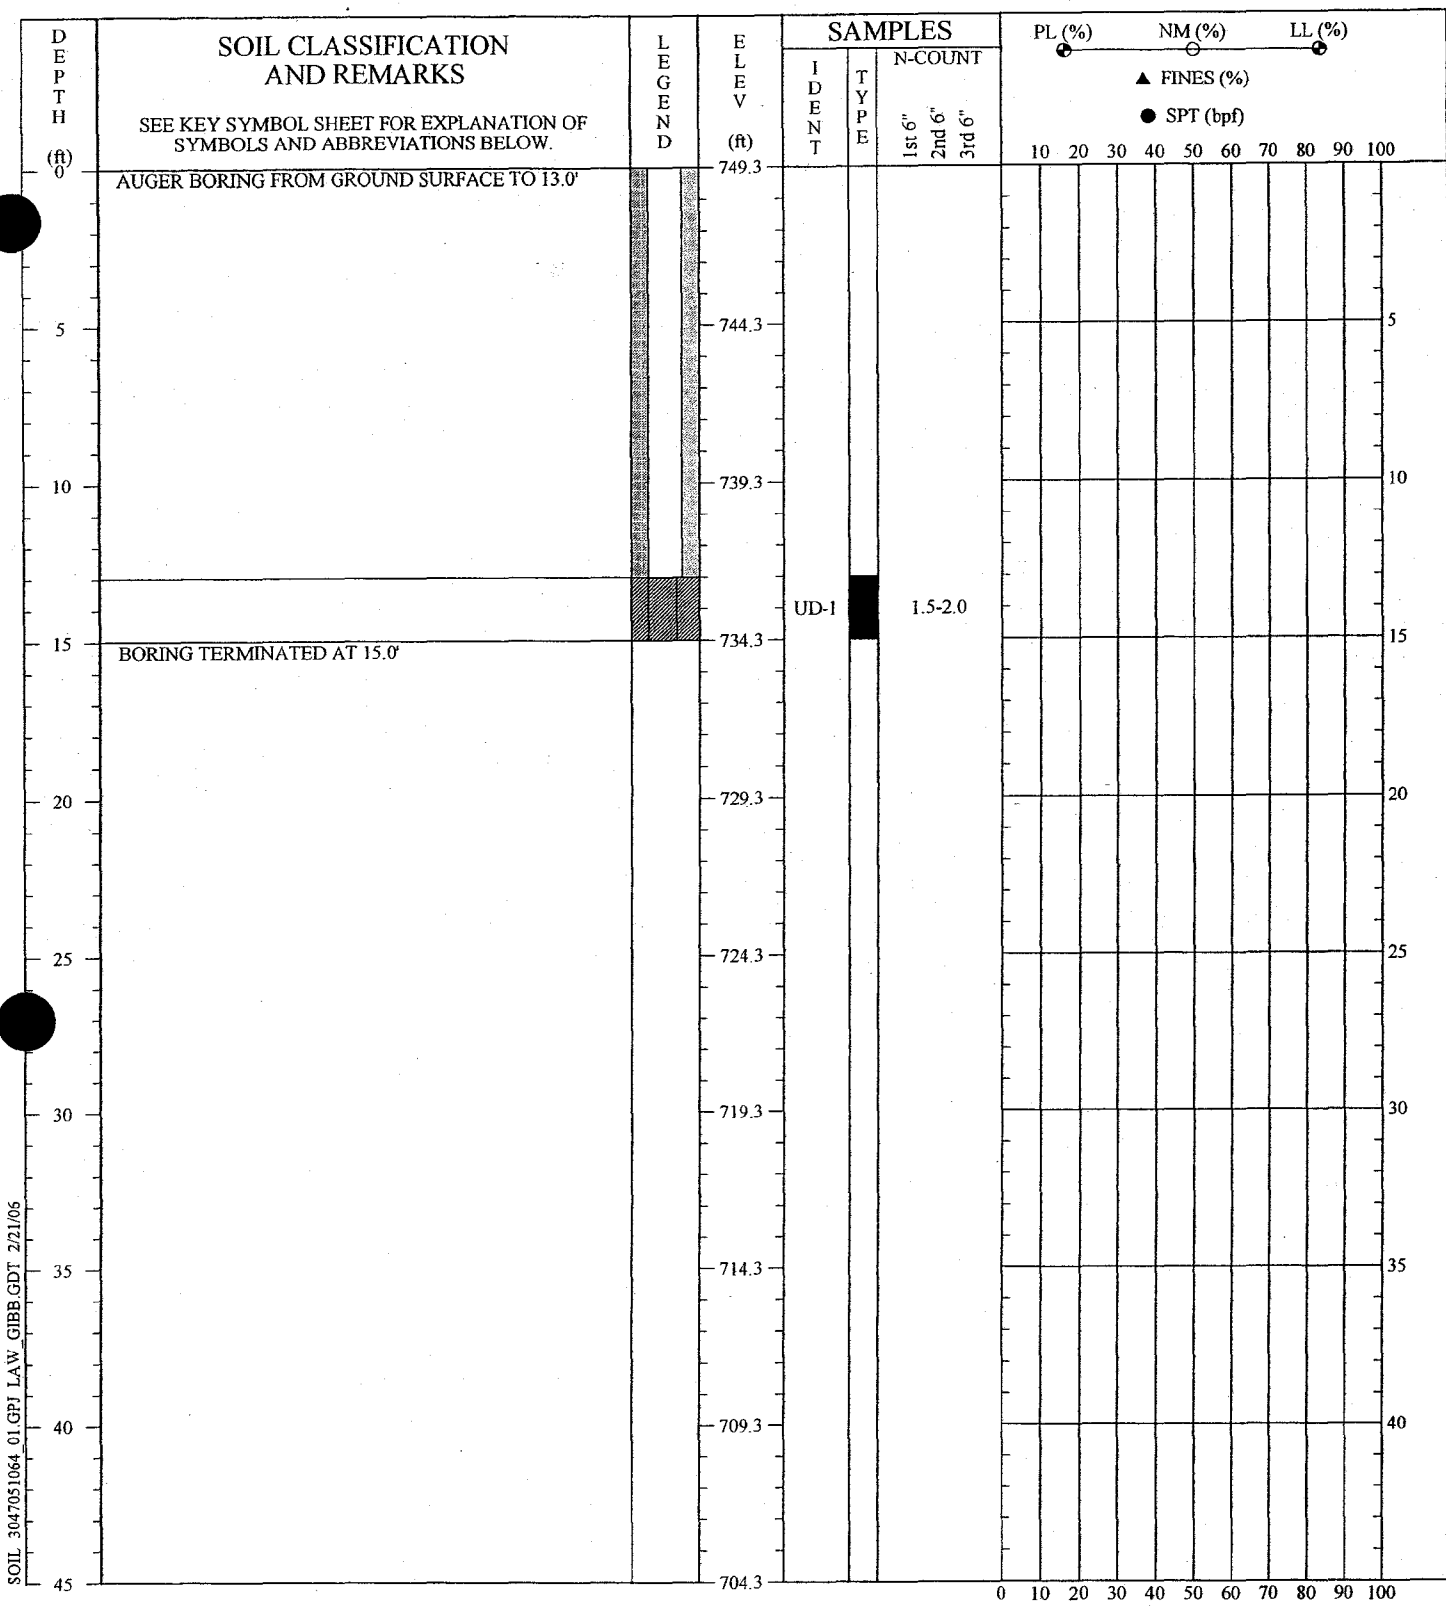 DEPTH (ft)
SOIL CLASSIFICATION
AND REMARKS
SEE KEY SYMBOL SHEET FOR EXPLANATION OF
SYMBOLS AND ABBREVIATIONS BELOW.
LEGEND
ELEV (ft)
SAMPLES
IDENT
TYPE
N-COUNT
1st 6"
2nd 6"
3rd 6"
PL (%) NM (%) LL (%)
▲ FINES (%)
● SPT (bpf)
10 20 30 40 50 60 70 80 90 100
0 749.3
AUGER BORING FROM GROUND SURFACE TO 13.0'
5 744.3 5
10 739.3 10
UD-1 1.5-2.0
15 734.3 15
BORING TERMINATED AT 15.0'
20 729.3 20
25 724.3 25
30 719.3 30
35 714.3 35
40 709.3 40
45 704.3
0 10 20 30 40 50 60 70 80 90 100
SOIL 3047051064_01.GPJ LAW_GIBB.GDT 2/21/06